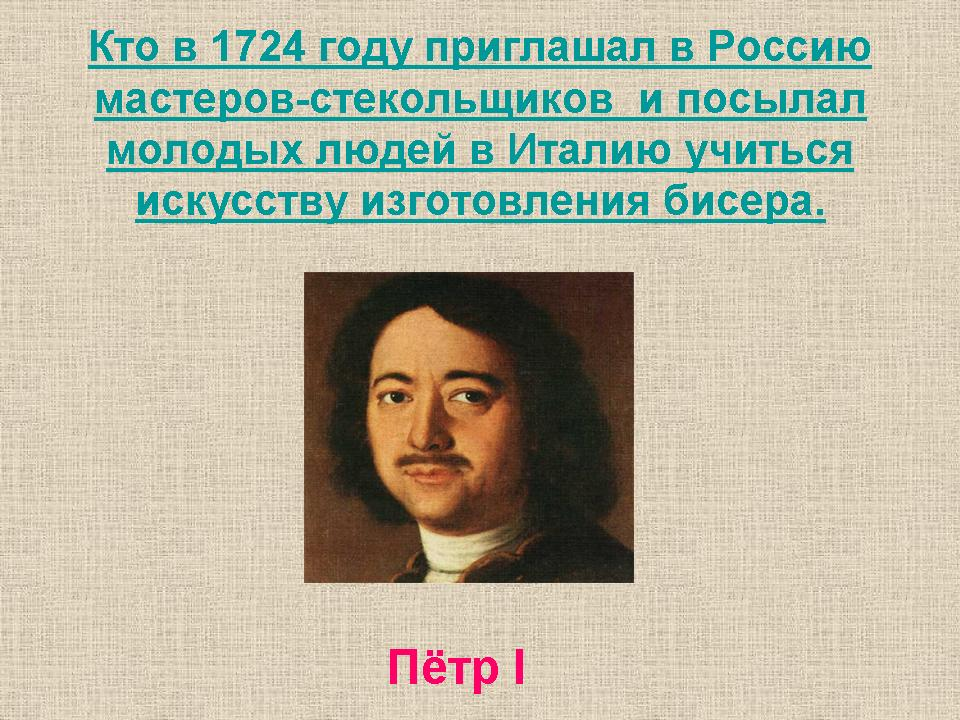 Кто в 1724 году приглашал в Россию
мастеров-стекольщиков  и посылал
молодых людей в Италию учиться
искусству изготовления бисера.
Пётр I